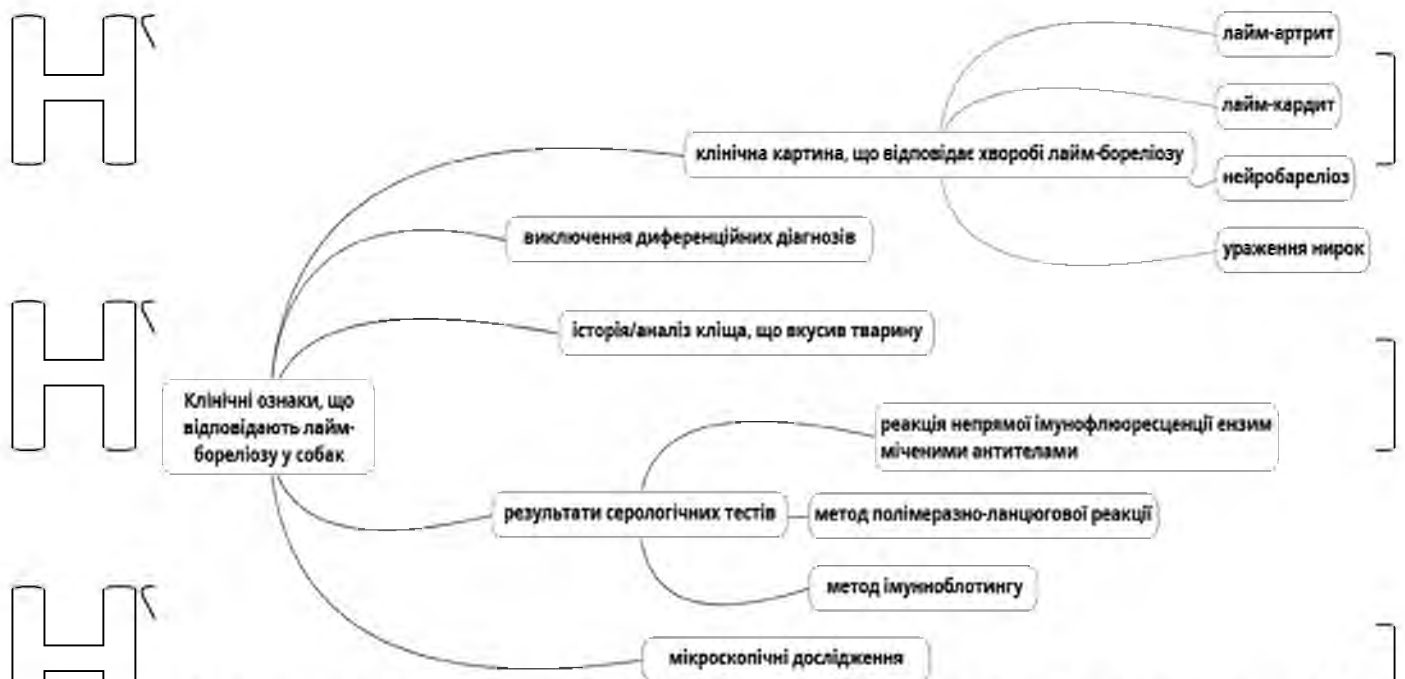 лайм-артрит
лайм-кардит
клінічна картина, що відповідає хворобі лайм-бореліозу
нейробареліоз
виключення диференційних діагнозів
ураження нирок
історія/аналіз кліща, що вкусив тварину
Клінічні ознаки, що
відповідають лайм-
бореліозу у собак
реакція непрямої імунофлюоресценції ензим
міченими антителами
результати серологічних тестів
метод полімеразно-ланцюгової реакції
метод імунноблотингу
мікроскопічні дослідження